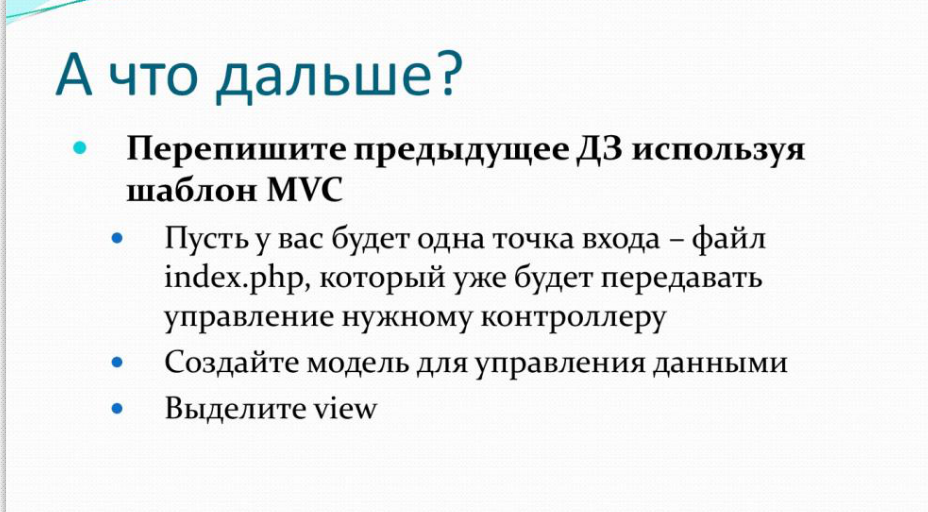 А что дальше?
Перепишите предыдущее ДЗ используя
шаблон MVC
Пусть у вас будет одна точка входа – файл
index.php, который уже будет передавать
управление нужному контроллеру
Создайте модель для управления данными
Выделите view